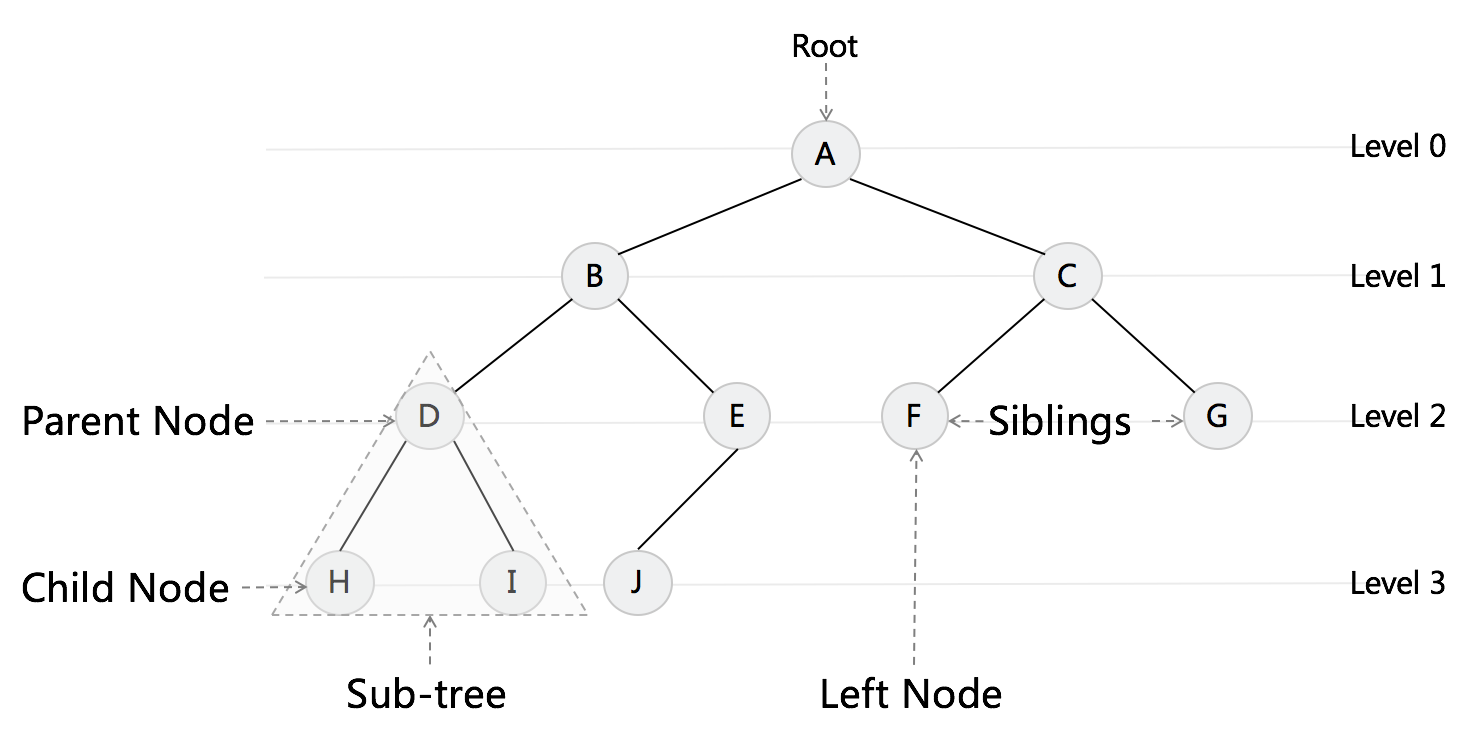 Root
A
Level 0
B
C
Level 1
Parent Node
D
E
F
Siblings
G
Level 2
Child Node
H
I
J
Level 3
Sub-tree
Left Node